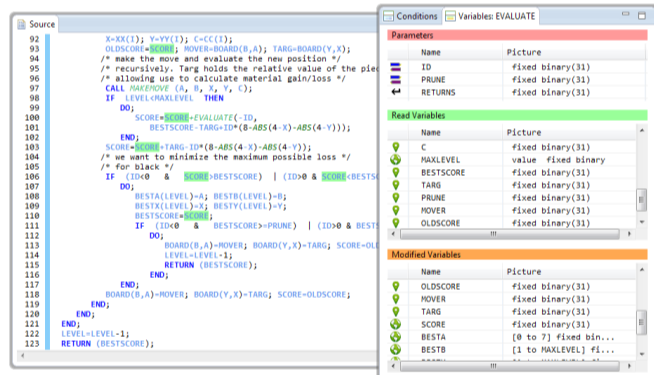 Source
92 X=XX(I); Y=YY(I); C=CC(I);
93 OLDSCORE=SCORE; MOVER=BOARD(B,A); TARG=BOARD(Y,X);
94 /* make the move and evaluate the new position */
95 /* recursively. Targ holds the relative value of the piec
96 /* allowing use to calculate material gain/loss */
97 CALL MAKEMOVE (A, B, X, Y, C);
98 IF LEVEL<MAXLEVEL THEN
99 DO;
100 SCORE=SCORE+EVALUATE(-ID,
101 BESTSCORE-TARG+ID*(8-ABS(4-X)-ABS(4-Y)));
102 END;
103 SCORE=SCORE+TARG-ID*(8-ABS(4-X)-ABS(4-Y));
104 /* we want to minimize the maximum possible loss */
105 /* for black */
106 IF (ID<0 & SCORE>BESTSCORE) | (ID>0 & SCORE<BESTSC
107 DO;
108 BESTA(LEVEL)=A; BESTB(LEVEL)=B;
109 BESTX(LEVEL)=X; BESTY(LEVEL)=Y;
110 BESTSCORE=SCORE;
111 IF (ID<0 & BESTSCORE>=PRUNE) | (ID>0 & BEST
112 DO;
113 BOARD(B,A)=MOVER; BOARD(Y,X)=TARG; SCORE=OLD
114 LEVEL=LEVEL-1;
115 RETURN (BESTSCORE);
116 END;
117 END;
118 BOARD(B,A)=MOVER; BOARD(Y,X)=TARG; SCORE=OLDSCORE;
119 END;
120 END;
121 END;
122 LEVEL=LEVEL-1;
123 RETURN (BESTSCORE);
Conditions Variables: EVALUATE
Parameters
Name Picture
ID fixed binary(31)
PRUNE fixed binary(31)
RETURNS fixed binary(31)
Read Variables
Name Picture
C fixed binary(31)
MAXLEVEL value fixed binary
BESTSCORE fixed binary(31)
TARG fixed binary(31)
PRUNE fixed binary(31)
MOVER fixed binary(31)
OLDSCORE fixed binary(31)
Modified Variables
Name Picture
OLDSCORE fixed binary(31)
MOVER fixed binary(31)
TARG fixed binary(31)
SCORE fixed binary(31)
BESTA [0 to 7] fixed bin...
BESTB [1 to MAXLEVEL] fi...